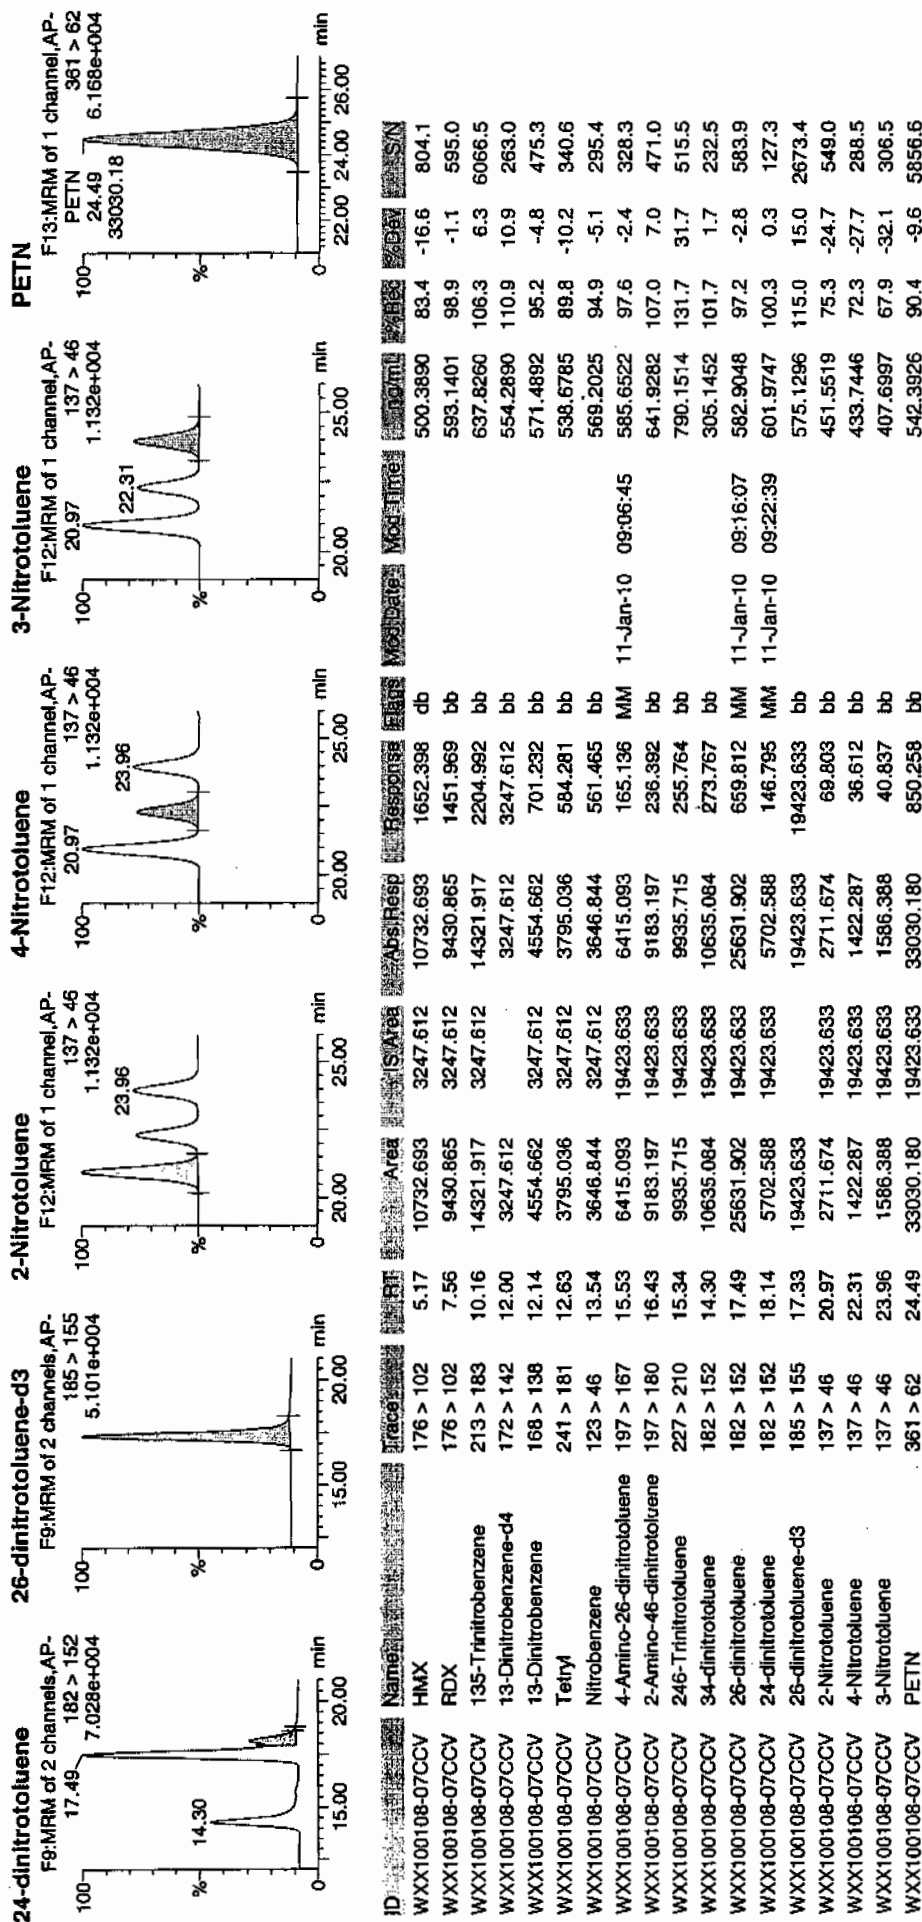 24-dinitrotoluene
F9:MRM of 2 channels,AP-
182 > 152
7.028e+004
17.49
14.30
100
%
0
15.00
20.00
min
26-dinitrotoluene-d3
F9:MRM of 2 channels,AP-
185 > 155
5.101e+004
100
%
0
15.00
20.00
min
2-Nitrotoluene
F12:MRM of 1 channel,AP-
137 > 46
1.132e+004
23.96
100
%
0
20.00
25.00
min
4-Nitrotoluene
F12:MRM of 1 channel,AP-
20.97
137 > 46
1.132e+004
23.96
100
%
0
20.00
25.00
min
3-Nitrotoluene
F12:MRM of 1 channel,AP-
20.97
137 > 46
1.132e+004
22.31
100
%
0
20.00
25.00
min
PETN
F13:MRM of 1 channel,AP-
PETN
361 > 62
24.49
6.168e+004
33030.18
100
%
0
22.00
24.00
26.00
min
ID Name Trace RT Area IS Area Abs.Resp Response Flags Mod.Date Mod.Time ng/mL %Rec %Dev S/N
WXX100108-07CCV HMX 176 > 102 5.17 10732.693 3247.612 10732.693 1652.398 db 500.3890 83.4 -16.6 804.1
WXX100108-07CCV RDX 176 > 102 7.56 9430.865 3247.612 9430.865 1451.969 bb 593.1401 98.9 -1.1 595.0
WXX100108-07CCV 135-Trinitrobenzene 213 > 183 10.16 14321.917 3247.612 14321.917 2204.992 bb 637.8260 106.3 6.3 6066.5
WXX100108-07CCV 13-Dinitrobenzene-d4 172 > 142 12.00 3247.612 3247.612 3247.612 bb 554.2890 110.9 10.9 263.0
WXX100108-07CCV 13-Dinitrobenzene 168 > 138 12.14 4554.662 3247.612 4554.662 701.232 bb 571.4892 95.2 -4.8 475.3
WXX100108-07CCV Tetryl 241 > 181 12.63 3795.036 3247.612 3795.036 584.281 bb 538.6785 89.8 -10.2 340.6
WXX100108-07CCV Nitrobenzene 123 > 46 13.54 3646.844 3247.612 3646.844 561.465 bb 569.2025 94.9 -5.1 295.4
WXX100108-07CCV 4-Amino-26-dinitrotoluene 197 > 167 15.53 6415.093 19423.633 6415.093 165.136 MM 11-Jan-10 09:06:45 585.6522 97.6 -2.4 328.3
WXX100108-07CCV 2-Amino-46-dinitrotoluene 197 > 180 16.43 9183.197 19423.633 9183.197 236.392 bb 641.9282 107.0 7.0 471.0
WXX100108-07CCV 246-Trinitrotoluene 227 > 210 15.34 9935.715 19423.633 9935.715 255.764 bb 790.1514 131.7 31.7 515.5
WXX100108-07CCV 34-dinitrotoluene 182 > 152 14.30 10635.084 19423.633 10635.084 273.767 bb 305.1452 101.7 1.7 232.5
WXX100108-07CCV 26-dinitrotoluene 182 > 152 17.49 25631.902 19423.633 25631.902 659.812 MM 11-Jan-10 09:16:07 582.9048 97.2 -2.8 583.9
WXX100108-07CCV 24-dinitrotoluene 182 > 152 18.14 5702.588 19423.633 5702.588 146.795 MM 11-Jan-10 09:22:39 601.9747 100.3 0.3 127.3
WXX100108-07CCV 26-dinitrotoluene-d3 185 > 155 17.33 19423.633 19423.633 19423.633 bb 575.1296 115.0 15.0 2673.4
WXX100108-07CCV 2-Nitrotoluene 137 > 46 20.97 2711.674 19423.633 2711.674 69.803 bb 451.5519 75.3 -24.7 549.0
WXX100108-07CCV 4-Nitrotoluene 137 > 46 22.31 1422.287 19423.633 1422.287 36.612 bb 433.7446 72.3 -27.7 288.5
WXX100108-07CCV 3-Nitrotoluene 137 > 46 23.96 1586.388 19423.633 1586.388 40.837 bb 407.6997 67.9 -32.1 306.5
WXX100108-07CCV PETN 361 > 62 24.49 33030.180 19423.633 33030.180 850.258 bb 542.3926 90.4 -9.6 5856.6